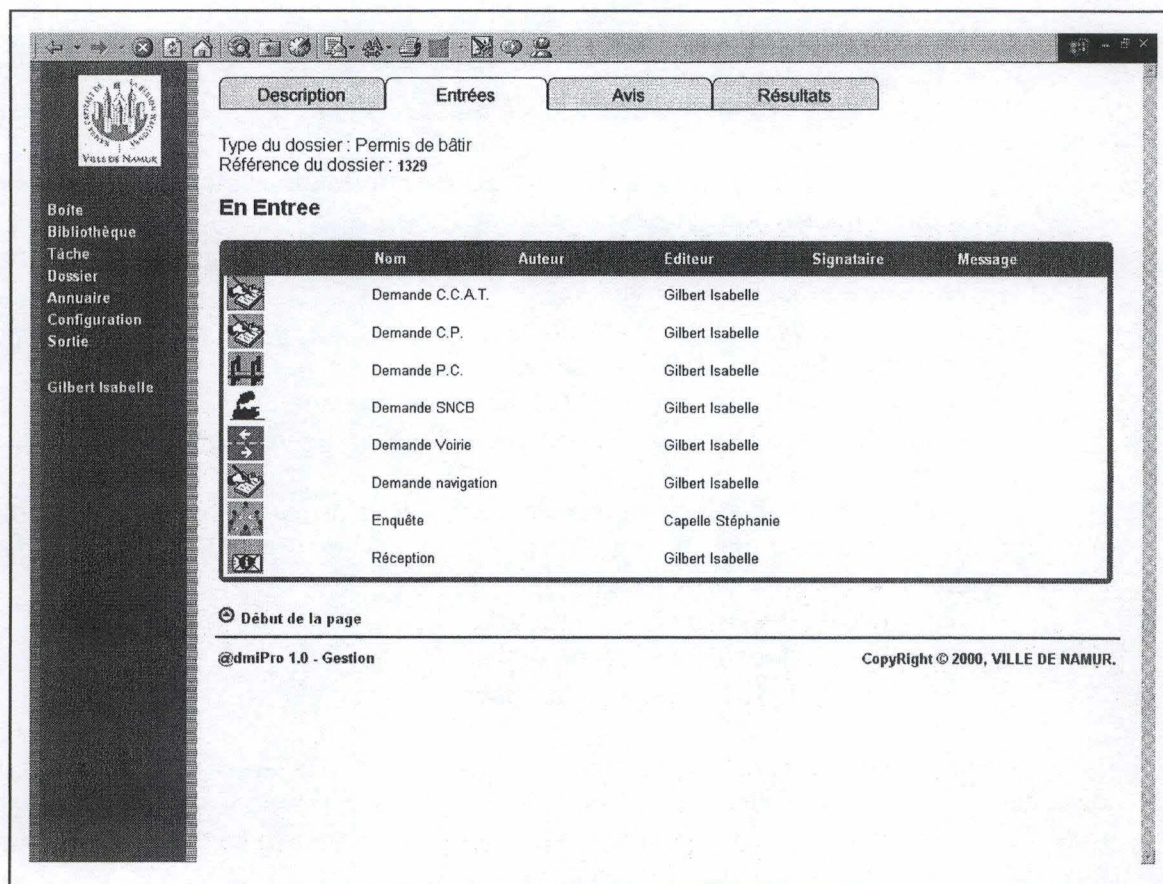 Description Entrées Avis Résultats
VILLE DE NAMUR
Type du dossier : Permis de bâtir
Référence du dossier : 1329
Boîte
Bibliothèque
Tâche
Dossier
Annuaire
Configuration
Sortie
Gilbert Isabelle
En Entree
Nom Auteur Editeur Signataire Message
Demande C.C.A.T. Gilbert Isabelle
Demande C.P. Gilbert Isabelle
Demande P.C. Gilbert Isabelle
Demande SNCB Gilbert Isabelle
Demande Voirie Gilbert Isabelle
Demande navigation Gilbert Isabelle
Enquête Capelle Stéphanie
Réception Gilbert Isabelle
Début de la page
@dmiPro 1.0 - Gestion CopyRight © 2000, VILLE DE NAMUR.